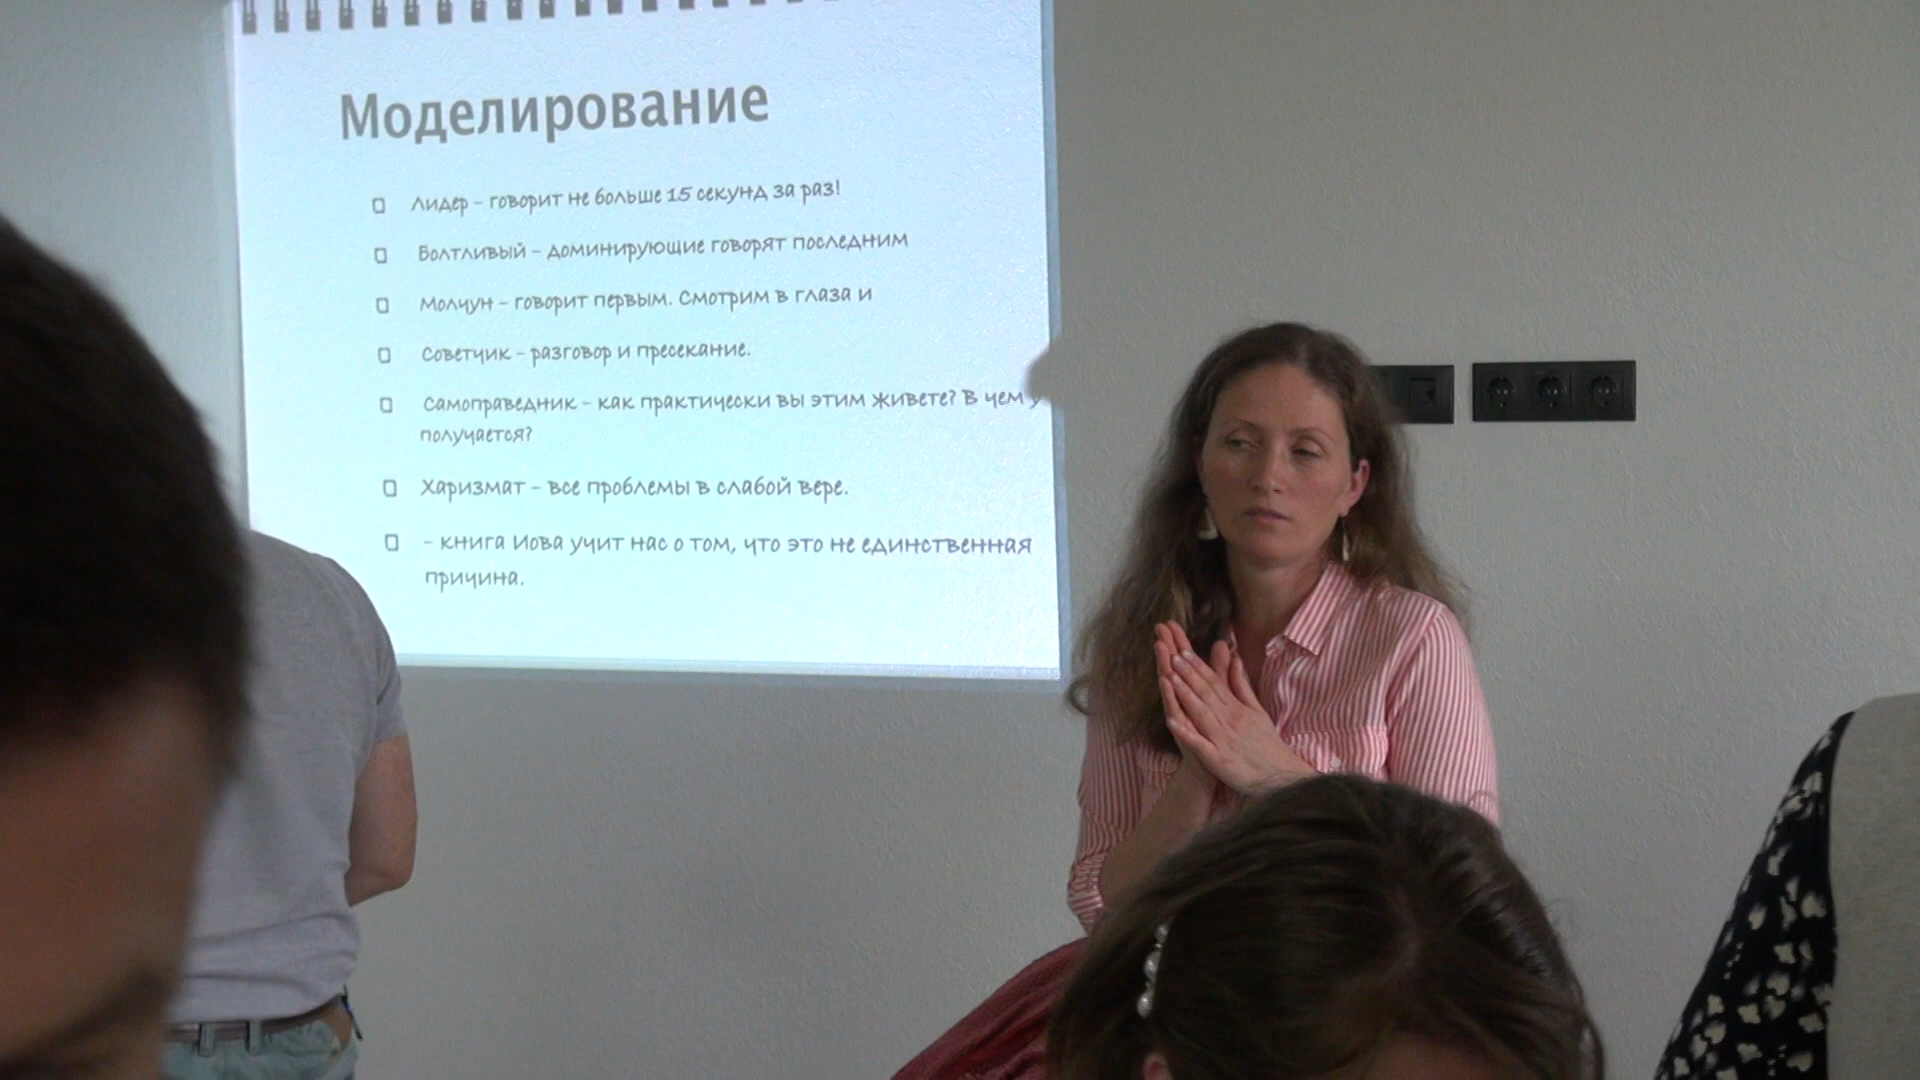 Моделирование
Лидер – говорит не больше 15 секунд за раз!
Болтливый – доминирующие говорят последним
Молчун – говорит первым. Смотрим в глаза и
Советчик – разговор и пресекание.
Самоправедник – как практически вы этим живете? В чем у
получается?
Харизмат – все проблемы в слабой вере.
– книга Иова учит нас о том, что это не единственная
причина.